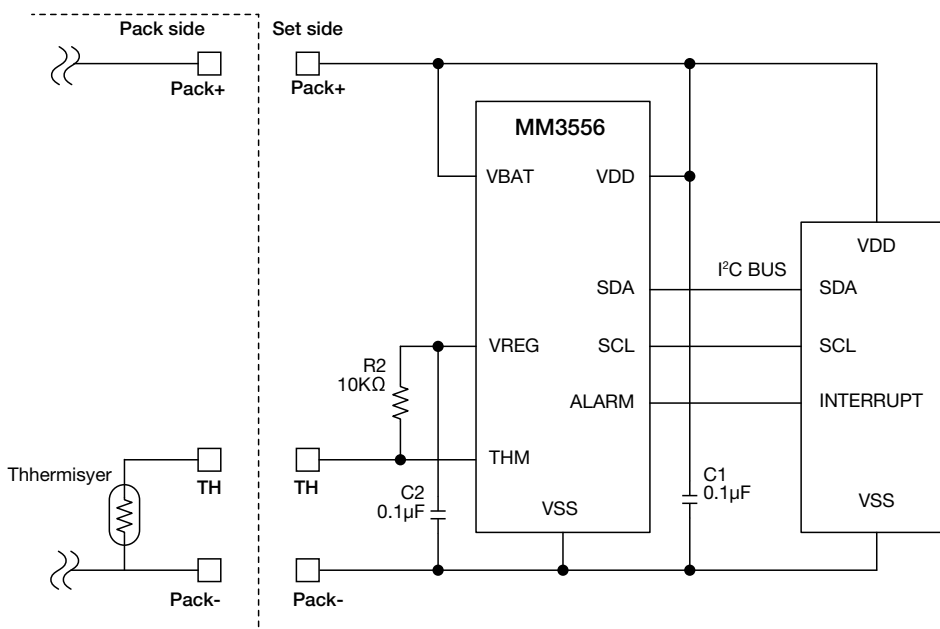 Pack side
Set side
Pack+
Pack+
MM3556
VBAT
VDD
VDD
I²C BUS
SDA
SDA
VREG
SCL
SCL
R2
10KΩ
ALARM
INTERRUPT
Thhermisyer
TH
TH
THM
C2
0.1µF
VSS
C1
0.1µF
VSS
Pack-
Pack-